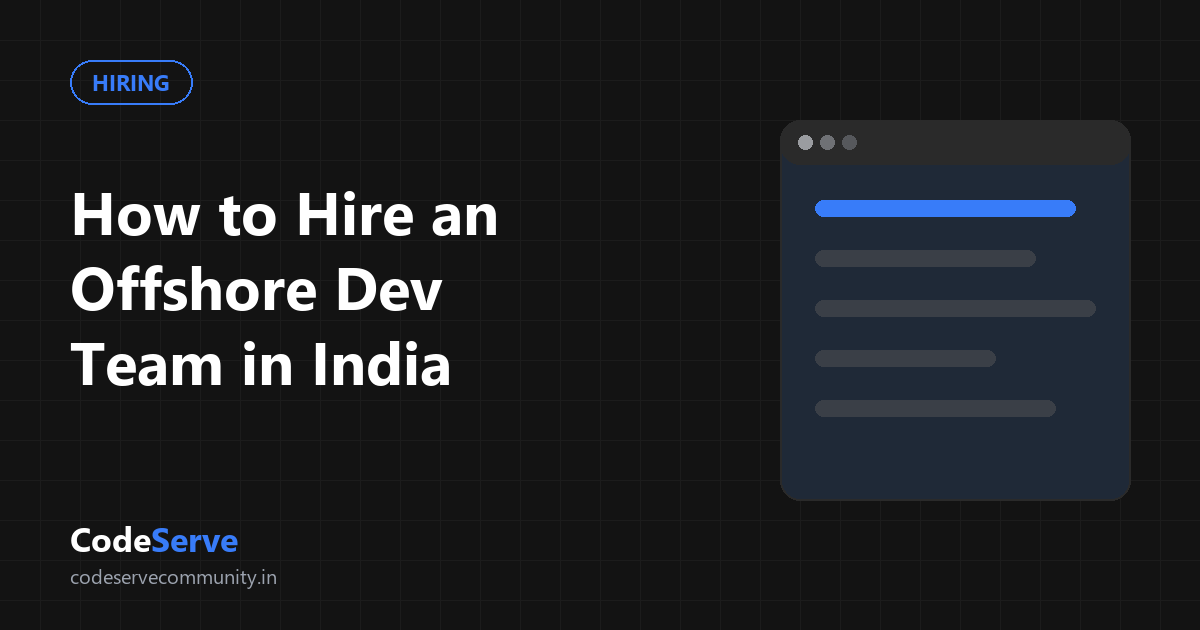 HIRING
How to Hire an
Offshore Dev
Team in India
CodeServe
codeservecommunity.in